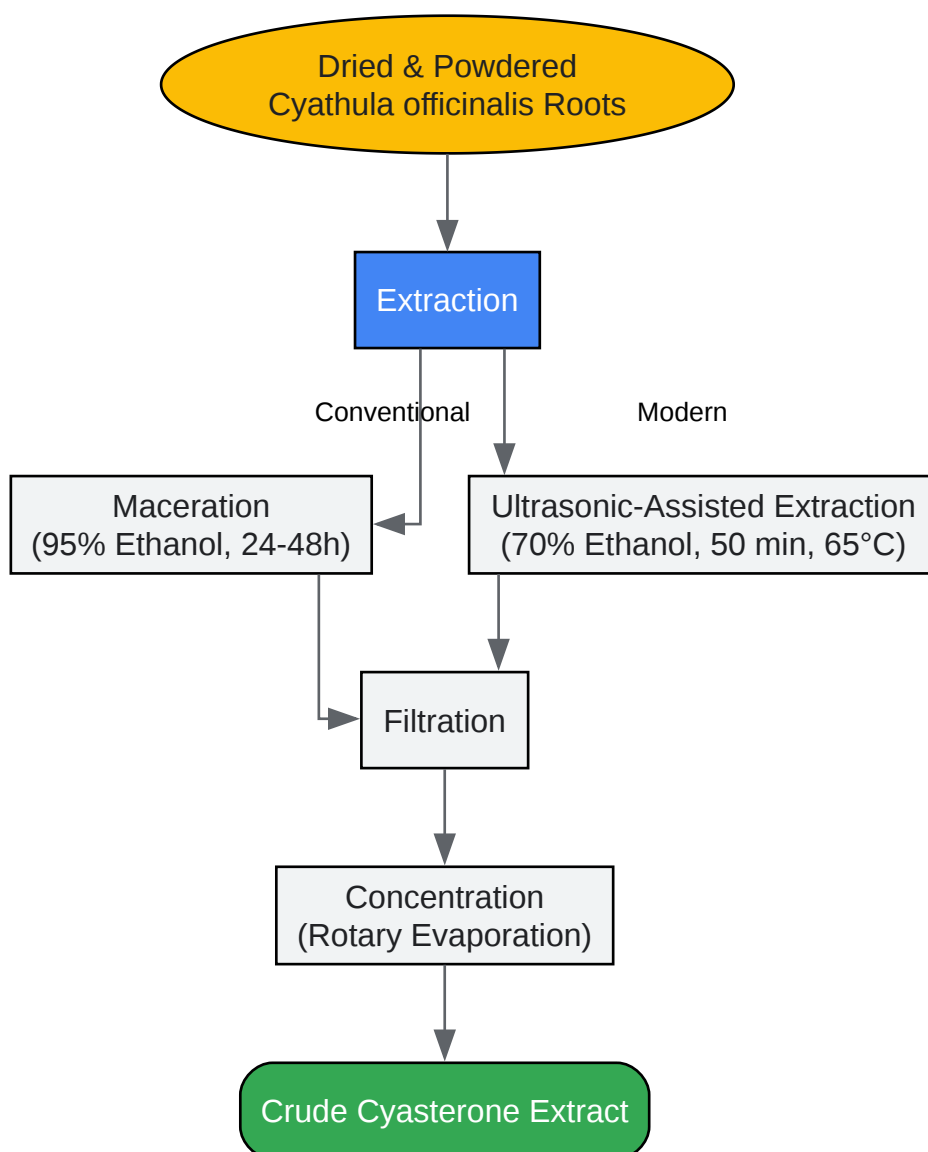 Dried & Powdered
Cyathula officinalis Roots
Extraction
Conventional
Modern
Maceration
(95% Ethanol, 24-48h)
Ultrasonic-Assisted Extraction
(70% Ethanol, 50 min, 65°C)
Filtration
Concentration
(Rotary Evaporation)
Crude Cyasterone Extract